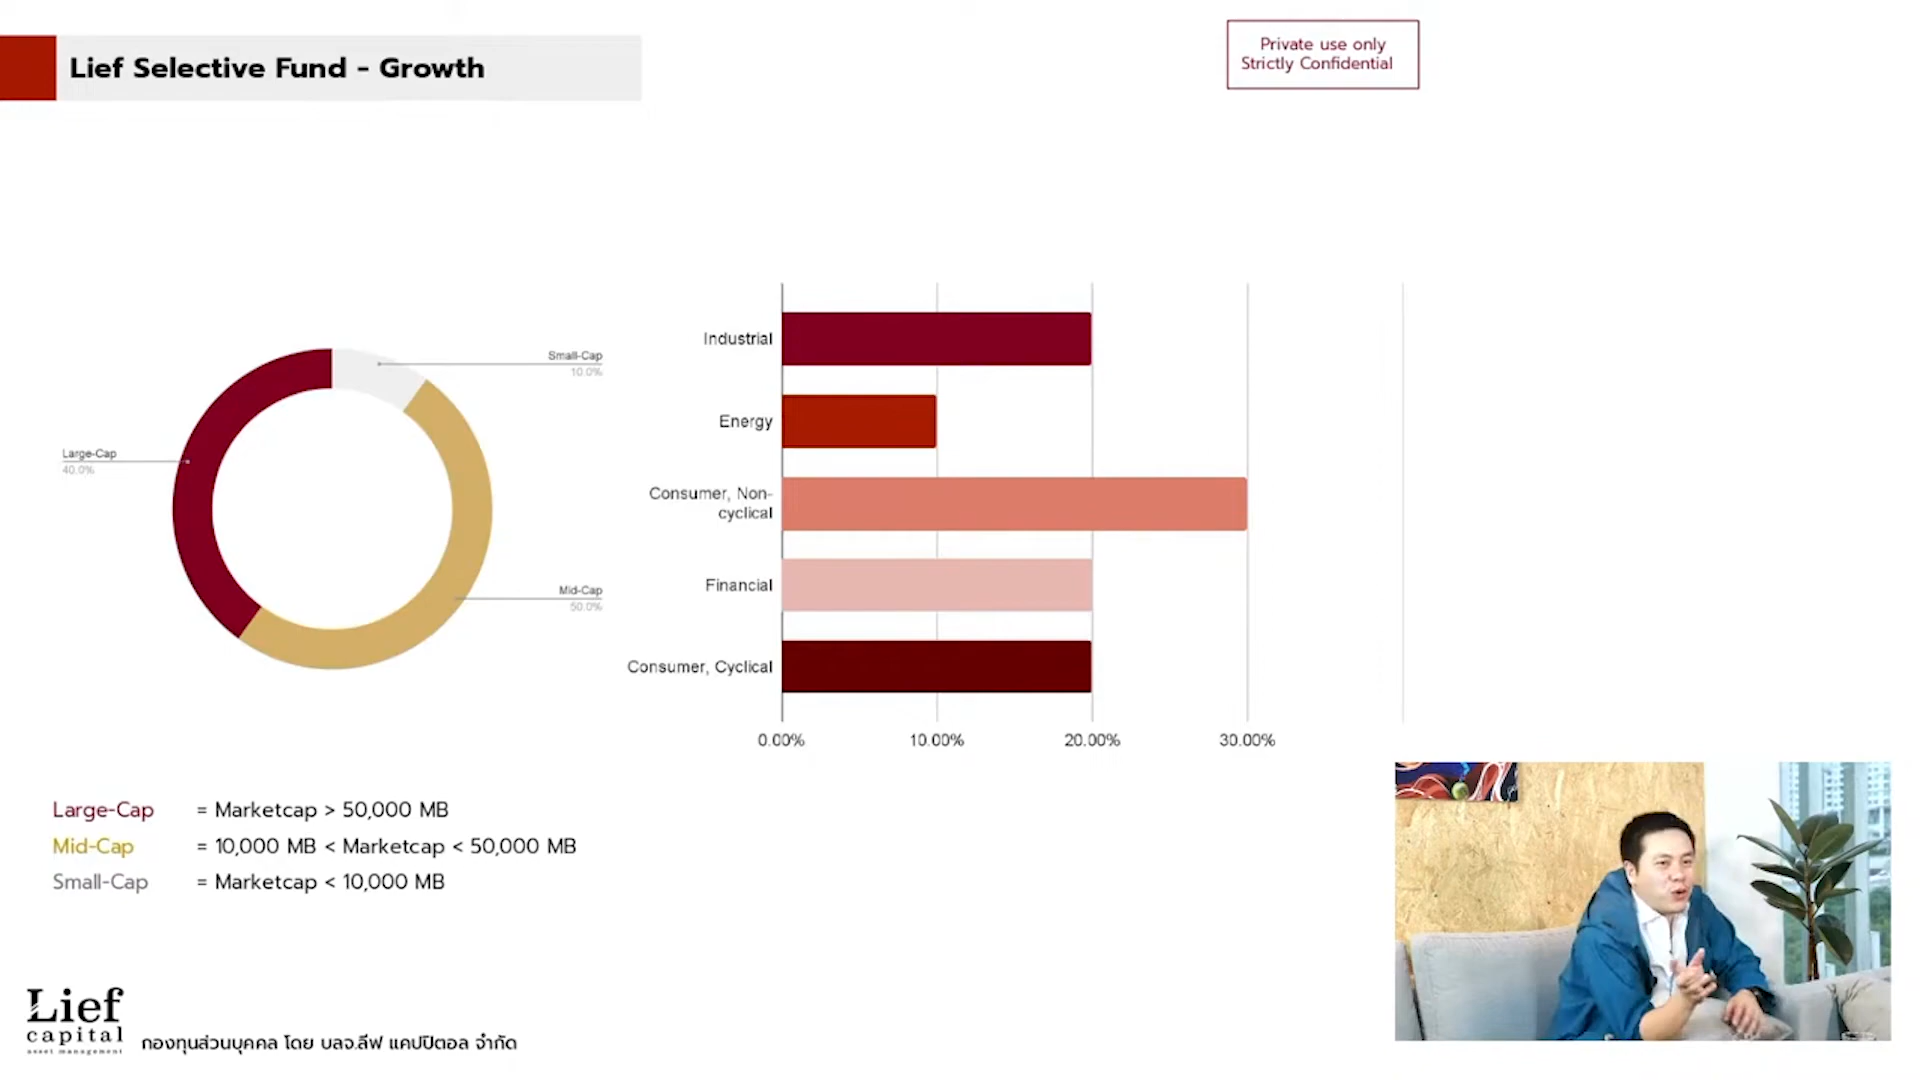 Lief Selective Fund - Growth
Private use only
Strictly Confidential
Small-Cap
10.0%
Large-Cap
40.0%
Mid-Cap
50.0%
Industrial
Energy
Consumer, Non-
cyclical
Financial
Consumer, Cyclical
0.00%
10.00%
20.00%
30.00%
Large-Cap = Marketcap > 50,000 MB
Mid-Cap = 10,000 MB < Marketcap < 50,000 MB
Small-Cap = Marketcap < 10,000 MB
Lief
capital
asset management
กองทุนส่วนบุคคล โดย บลจ.ลีฟ แคปปิตอล จำกัด